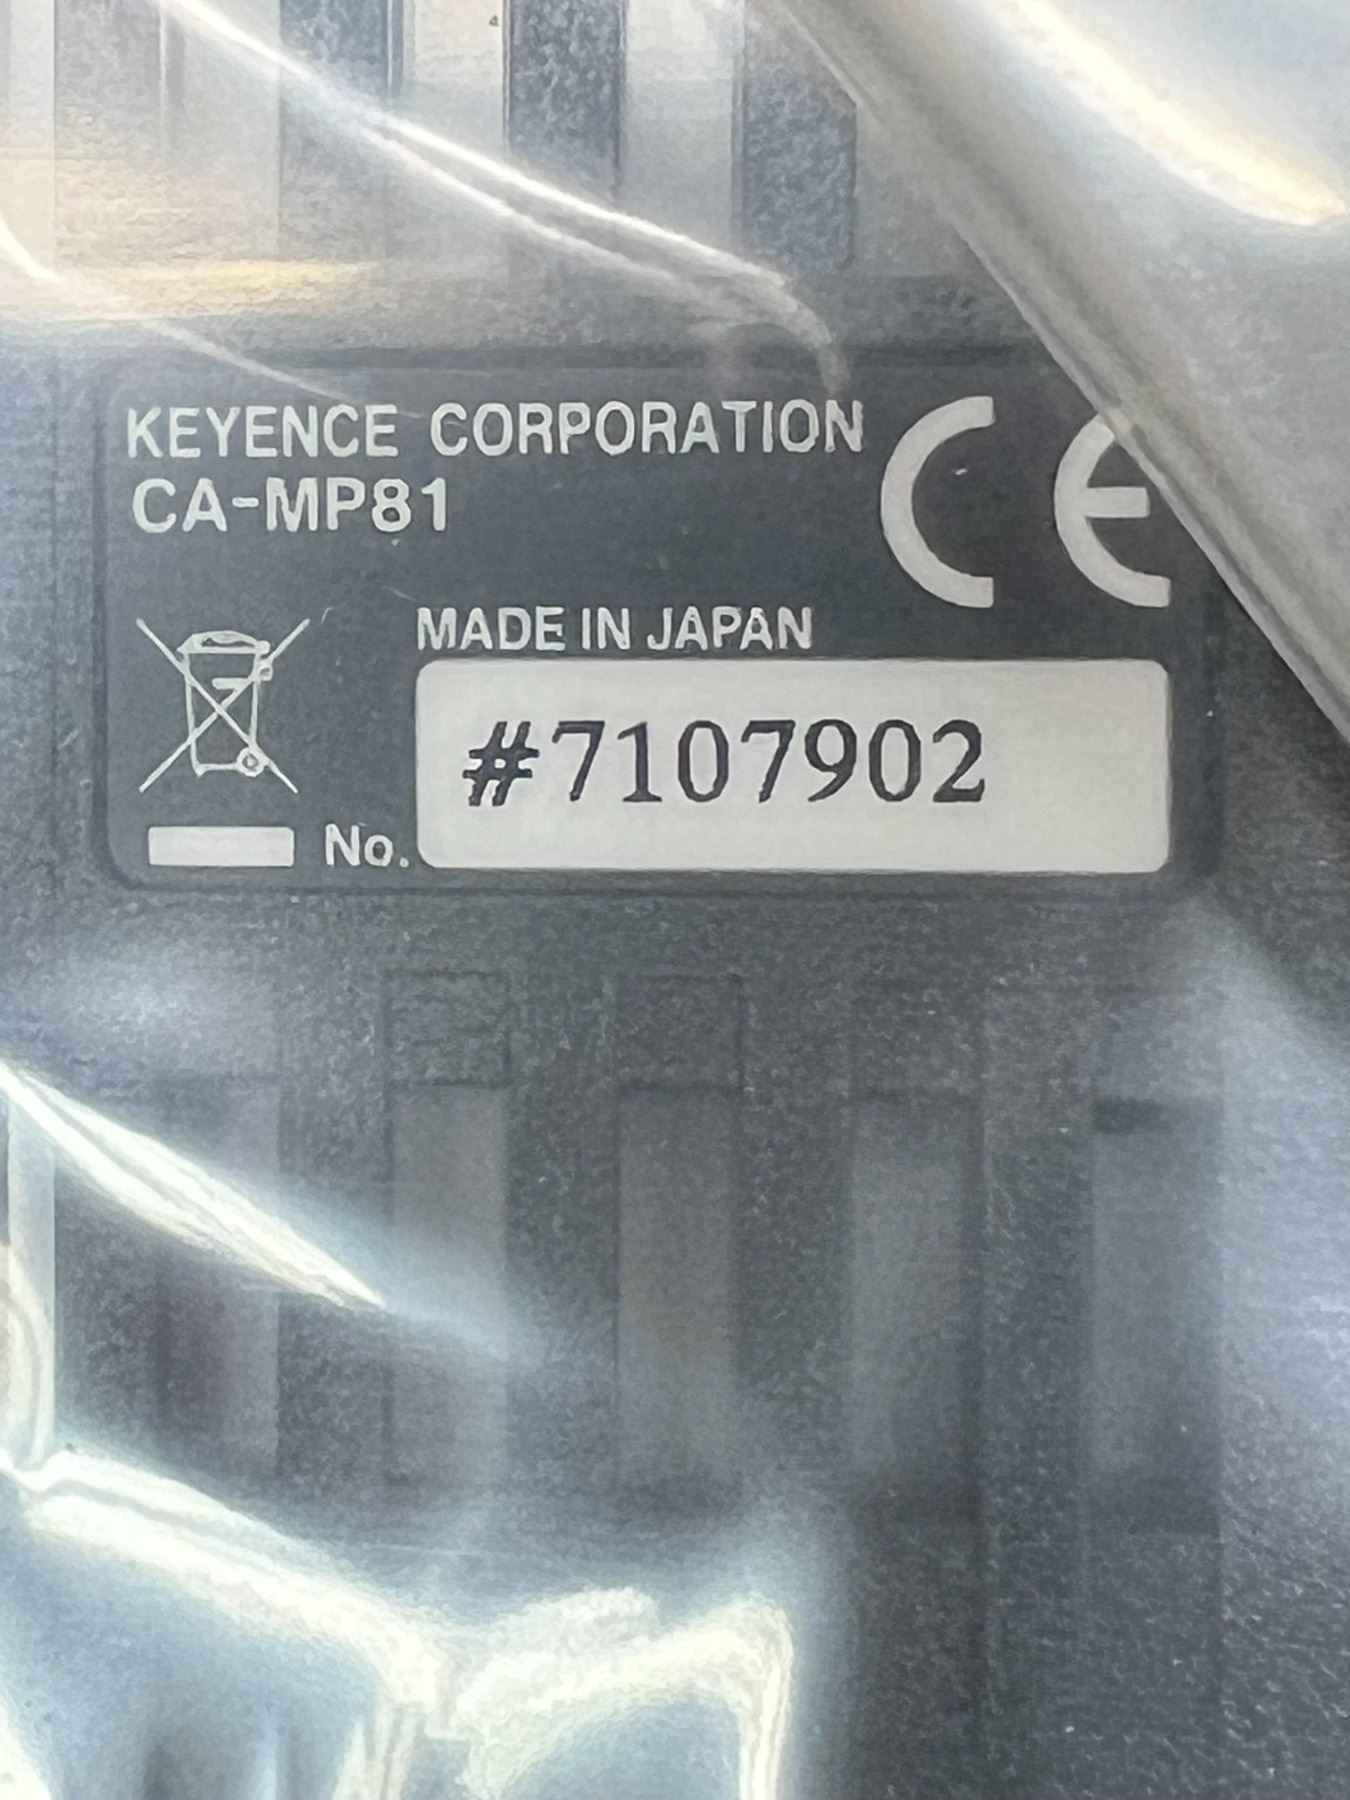 KEYENCE CORPORATION
CA-MP81
CE
MADE IN JAPAN
No. #7107902